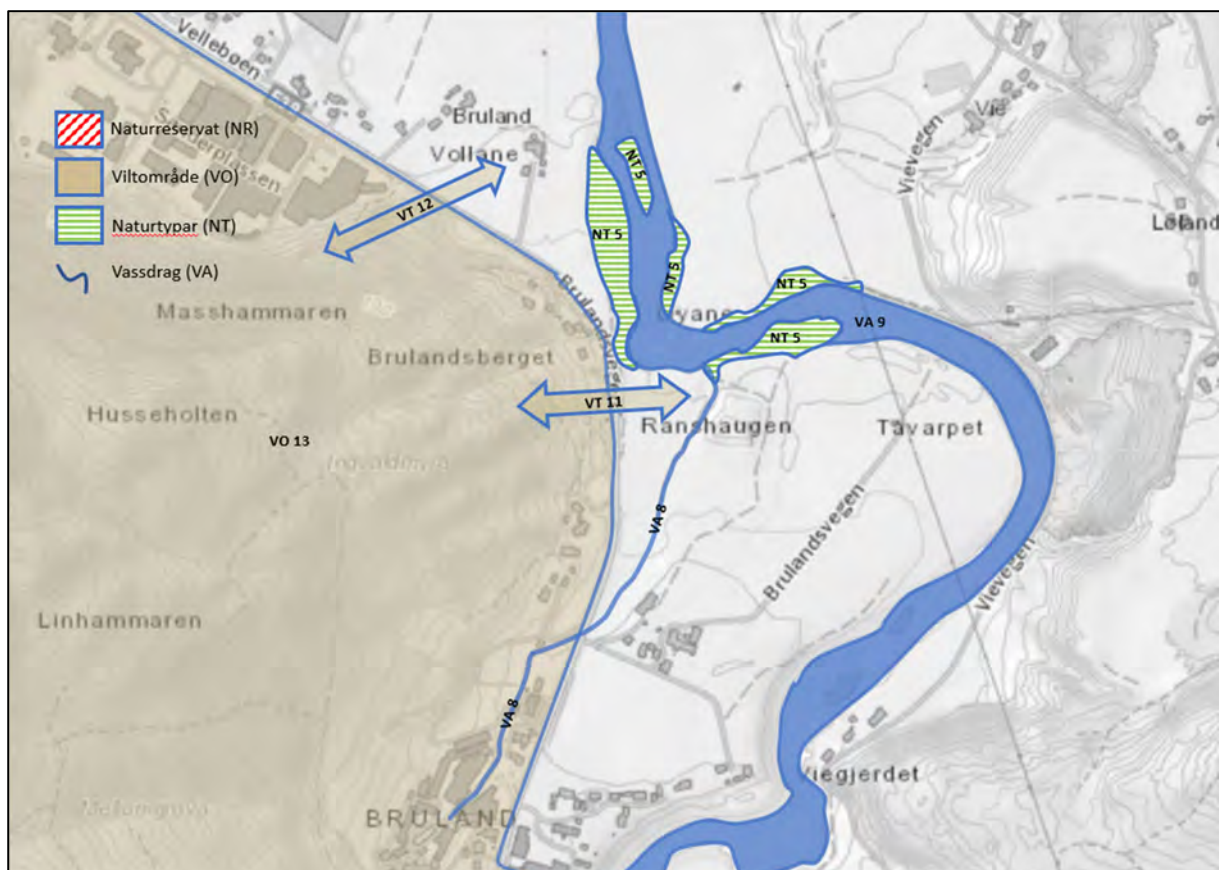 Vellebøen
Bruland
Vollane
Vie
Vievegen
Naturreservat (NR)
Viltområde (VO)
Naturtypar (NT)
Vassdrag (VA)
VT 12
NT 5
NT 5
NT 5
NT 5
NT 5
VA 9
Masshammaren
Brulandsberget
Brulandsvegen
VT 11
Husseholten
VO 13
Ranshaugen
Tavarpet
VA 8
Brulandsvegen
Vievegen
Linhammaren
VA 8
Viegjerdet
BRULAND